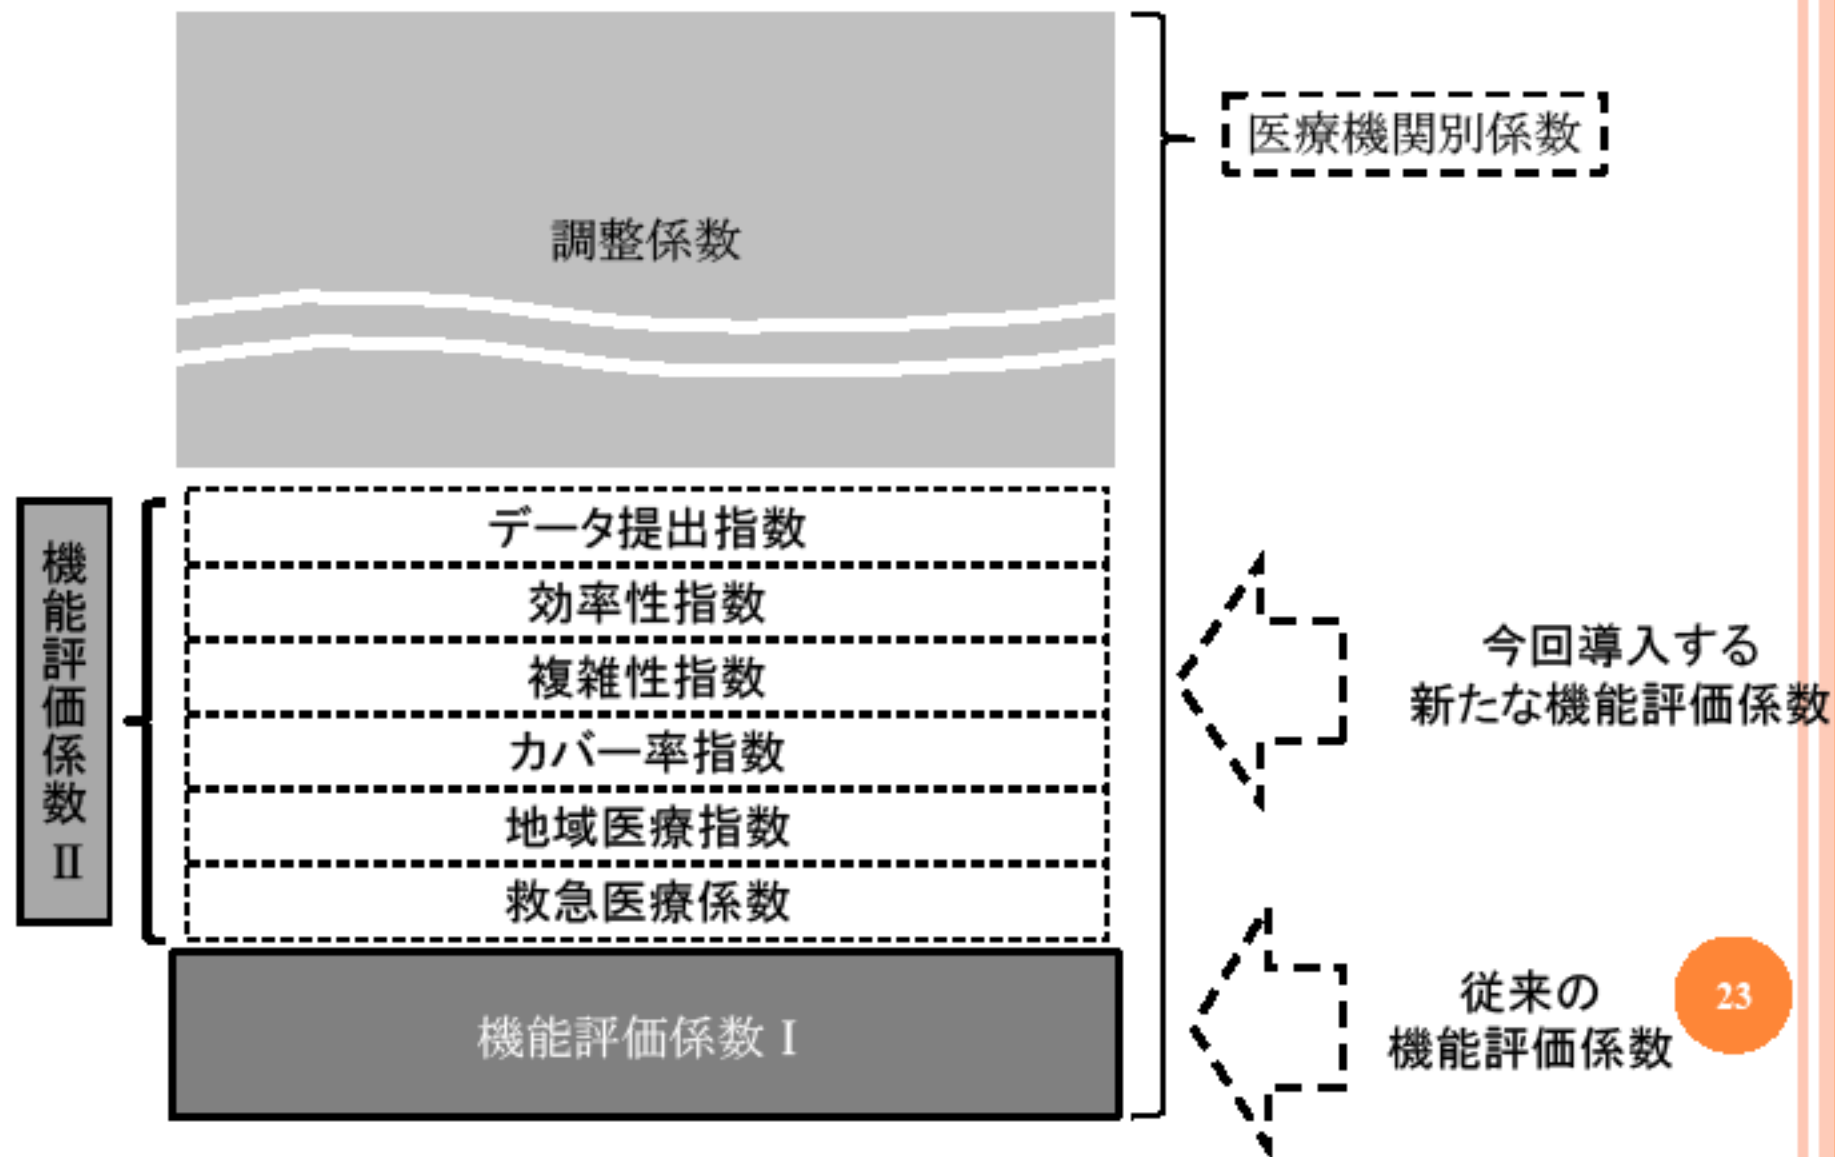 医療機関別係数
調整係数
機能評価係数Ⅱ
データ提出指数
効率性指数
複雑性指数
カバー率指数
地域医療指数
救急医療係数
今回導入する
新たな機能評価係数
機能評価係数Ⅰ
従来の
機能評価係数
23